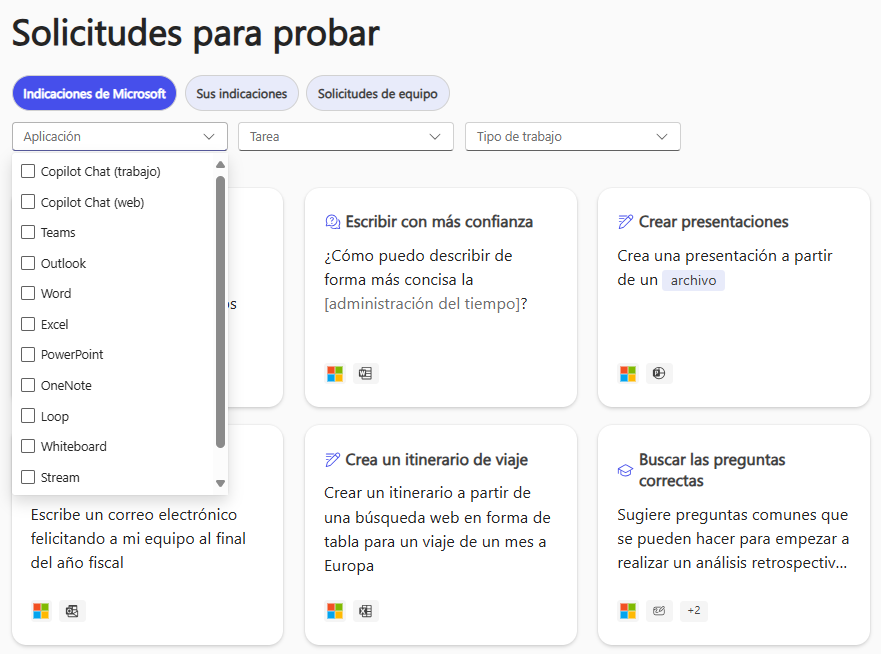 Solicitudes para probar
Indicaciones de Microsoft
Sus indicaciones
Solicitudes de equipo
Aplicación
Tarea
Tipo de trabajo
Copilot Chat (trabajo)
Copilot Chat (web)
Teams
Outlook
Word
Excel
PowerPoint
OneNote
Loop
Whiteboard
Stream
os
Escribir con más confianza
¿Cómo puedo describir de
forma más concisa la
[administración del tiempo]?
Crear presentaciones
Crea una presentación a partir
de un archivo
Escribe un correo electrónico
felicitando a mi equipo al final
del año fiscal
Crea un itinerario de viaje
Crear un itinerario a partir de
una búsqueda web en forma de
tabla para un viaje de un mes a
Europa
Buscar las preguntas
correctas
Sugiere preguntas comunes que
se pueden hacer para empezar a
realizar un análisis retrospectiv...
+2